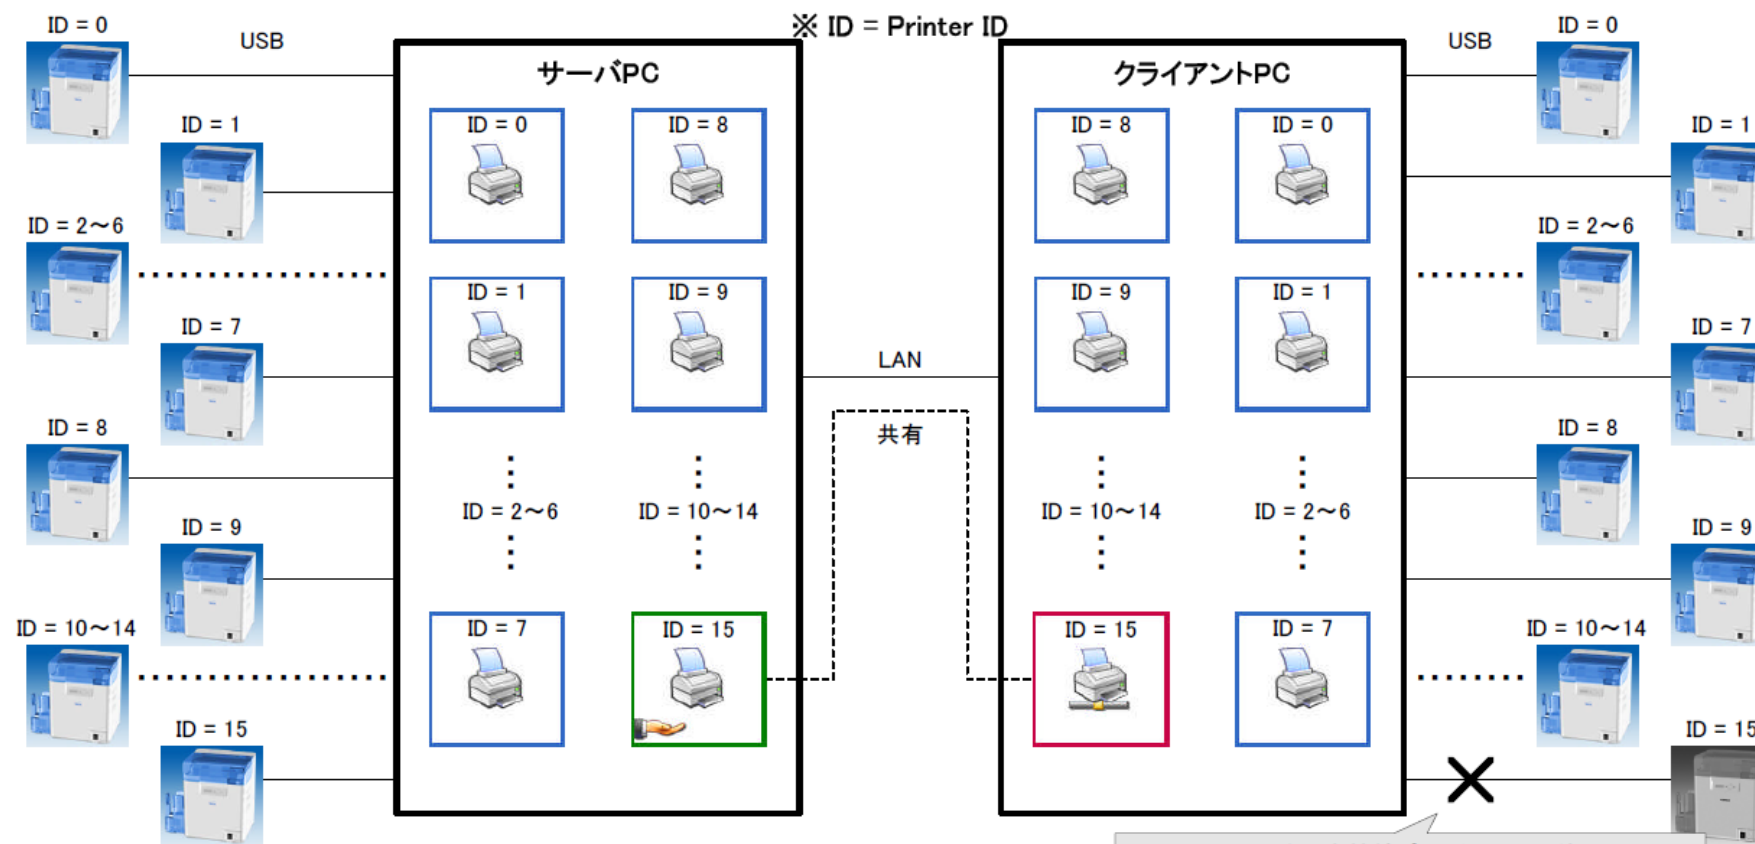 ※ ID = Printer ID
ID = 0
USB
ID = 1
ID = 2～6
ID = 7
ID = 8
ID = 9
ID = 10～14
ID = 15
サーバPC
ID = 0
ID = 8
ID = 1
ID = 9
ID = 2～6
ID = 10～14
ID = 7
ID = 15
LAN
共有
クライアントPC
ID = 8
ID = 0
ID = 9
ID = 1
ID = 10～14
ID = 2～6
ID = 15
ID = 7
USB
ID = 0
ID = 1
ID = 2～6
ID = 7
ID = 8
ID = 9
ID = 10～14
ID = 15